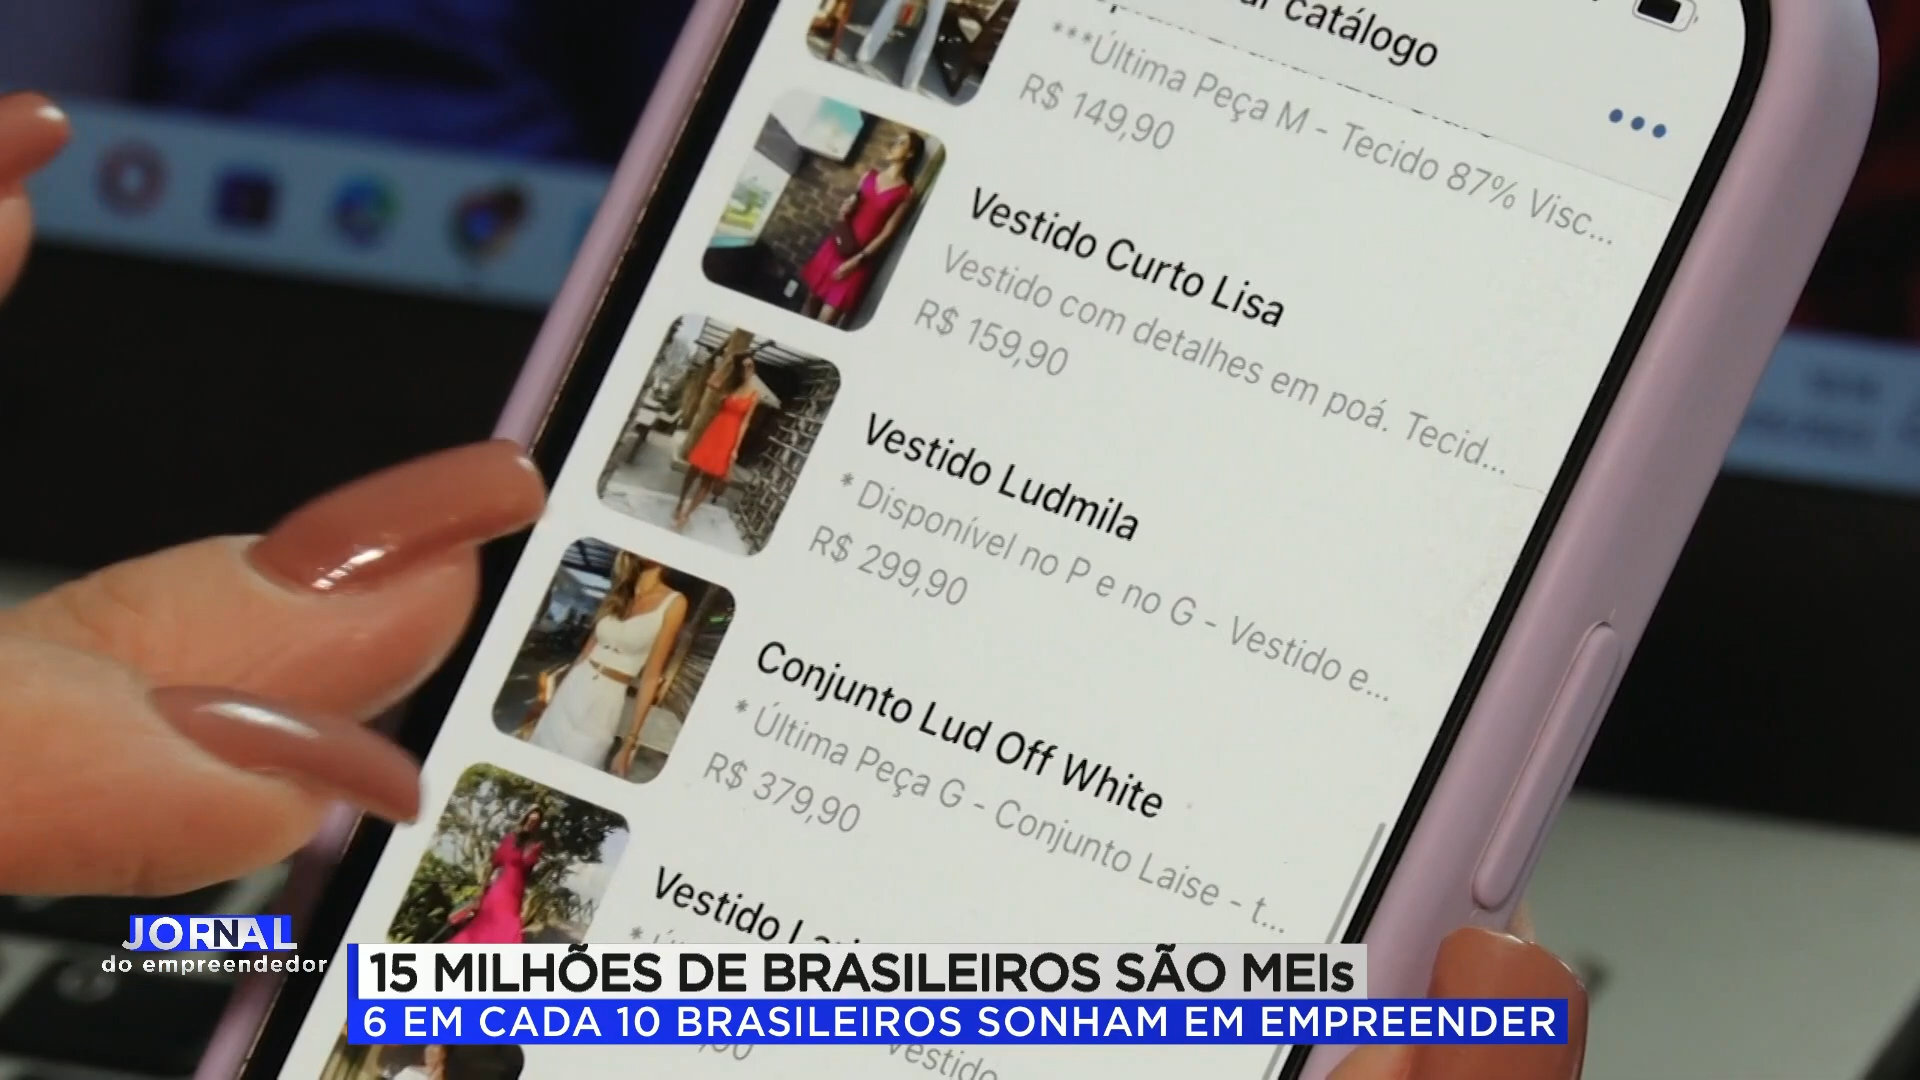 catálogo
***Última Peça M - Tecido 87% Visc...
R$ 149,90
Vestido Curto Lisa
Vestido com detalhes em poá. Tecid...
R$ 159,90
Vestido Ludmila
* Disponível no P e no G - Vestido e...
R$ 299,90
Conjunto Lud Off White
* Última Peça G - Conjunto Laise - t...
R$ 379,90
Vestido
JORNAL
do empreendedor
15 MILHÕES DE BRASILEIROS SÃO MEIs
6 EM CADA 10 BRASILEIROS SONHAM EM EMPREENDER
Vestido